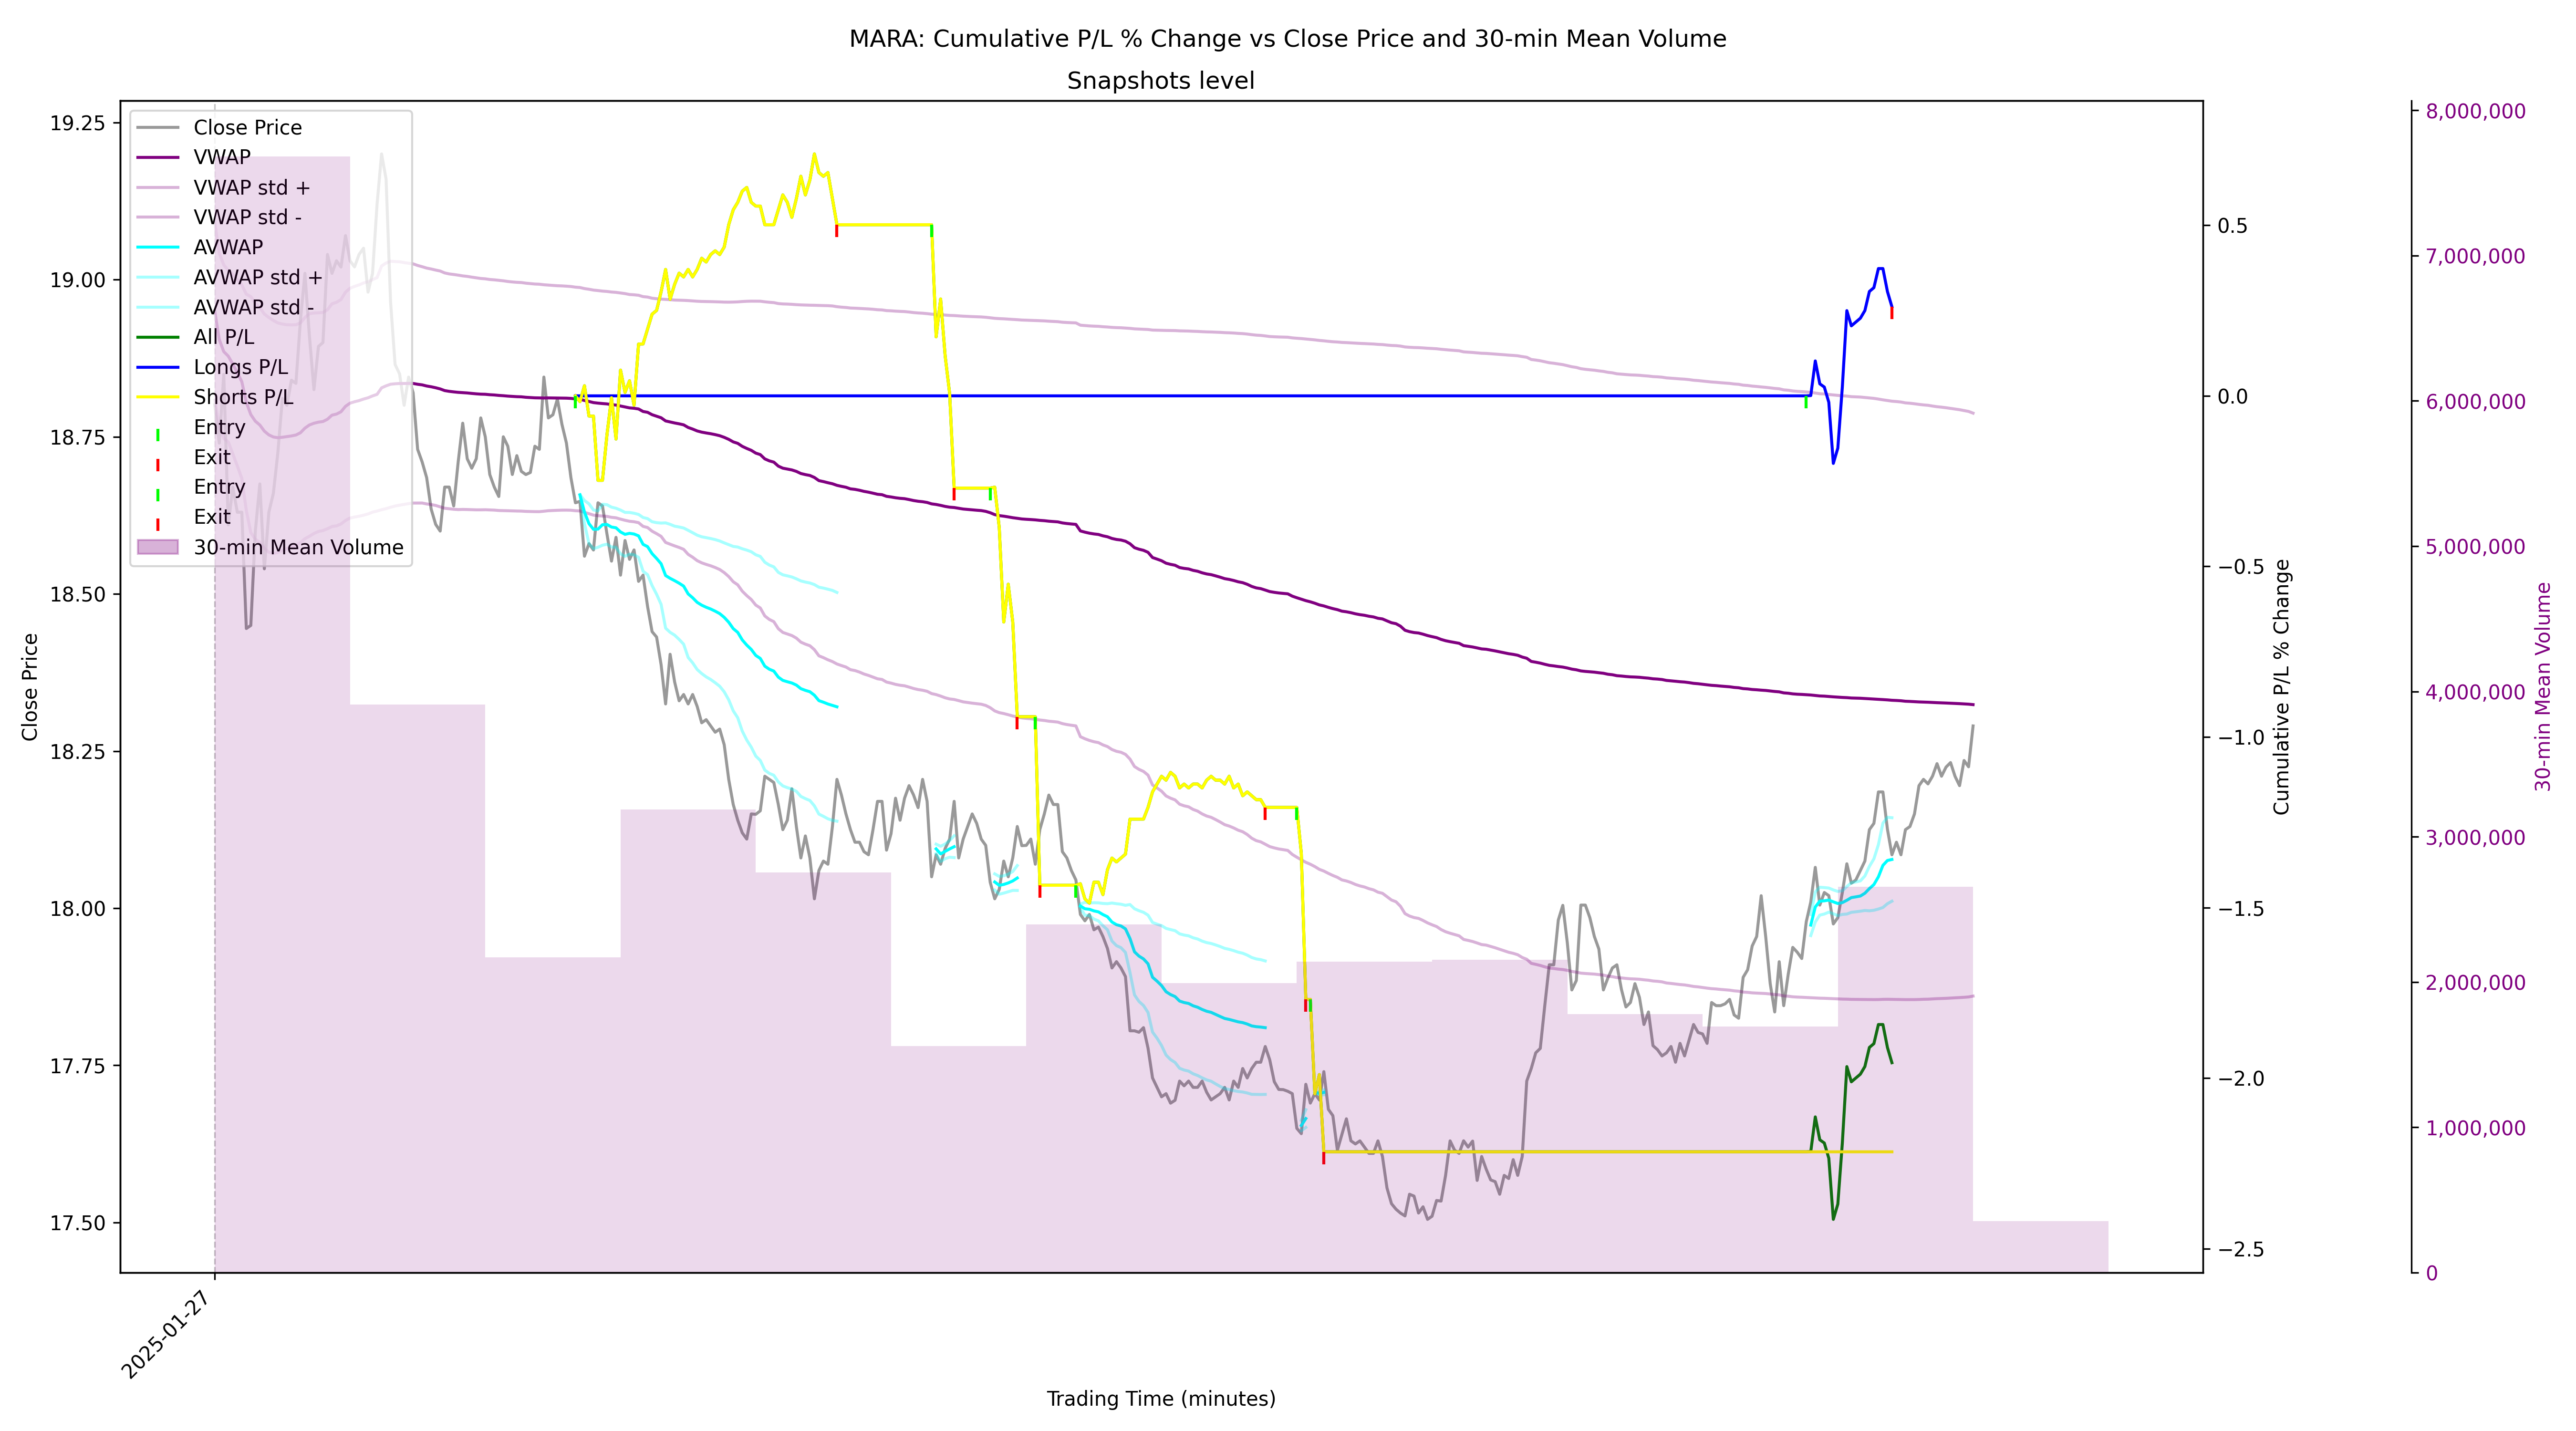 MARA: Cumulative P/L % Change vs Close Price and 30-min Mean Volume
Snapshots level
Close Price
VWAP
VWAP std +
VWAP std -
AVWAP
AVWAP std +
AVWAP std -
All P/L
Longs P/L
Shorts P/L
Entry
Exit
Entry
Exit
30-min Mean Volume
19.25
19.00
18.75
18.50
18.25
18.00
17.75
17.50
Close Price
0.5
0.0
−0.5
−1.0
−1.5
−2.0
−2.5
Cumulative P/L % Change
8,000,000
7,000,000
6,000,000
5,000,000
4,000,000
3,000,000
2,000,000
1,000,000
0
30-min Mean Volume
2025-01-27
Trading Time (minutes)